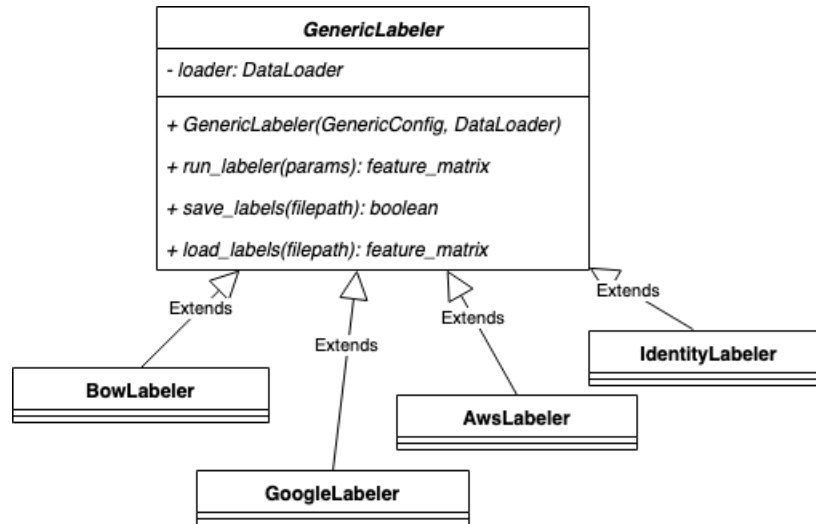 GenericLabeler
- loader: DataLoader
+ GenericLabeler(GenericConfig, DataLoader)
+ run_labeler(params): feature_matrix
+ save_labels(filepath): boolean
+ load_labels(filepath): feature_matrix
Extends
Extends
Extends
Extends
IdentityLabeler
BowLabeler
AwsLabeler
GoogleLabeler